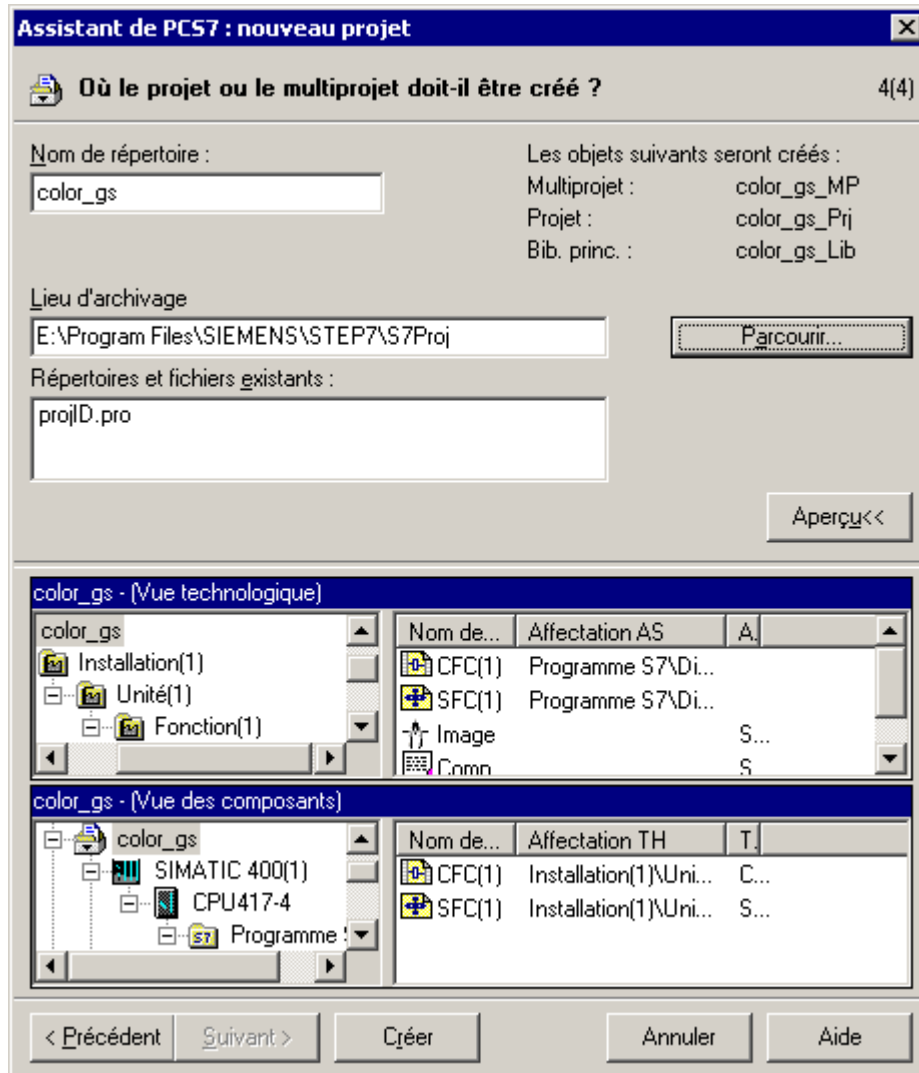 Assistant de PCS7 : nouveau projet
Où le projet ou le multiprojet doit-il être créé ? 4(4)
Nom de répertoire :
color_gs
Les objets suivants seront créés :
Multiprojet : color_gs_MP
Projet : color_gs_Prj
Bib. princ. : color_gs_Lib
Lieu d'archivage
E:\Program Files\SIEMENS\STEP7\S7Proj
Parcourir...
Répertoires et fichiers existants :
projID.pro
Aperçu<<
color_gs - (Vue technologique)
color_gs
Installation(1)
Unité(1)
Fonction(1)
Nom de... Affectation AS A.
CFC(1) Programme S7\Di...
SFC(1) Programme S7\Di...
Image S...
Comp S
color_gs - (Vue des composants)
color_gs
SIMATIC 400(1)
CPU417-4
S7 Programme
Nom de... Affectation TH T.
CFC(1) Installation(1)\Uni... C...
SFC(1) Installation(1)\Uni... S...
< Précédent Suivant > Créer Annuler Aide